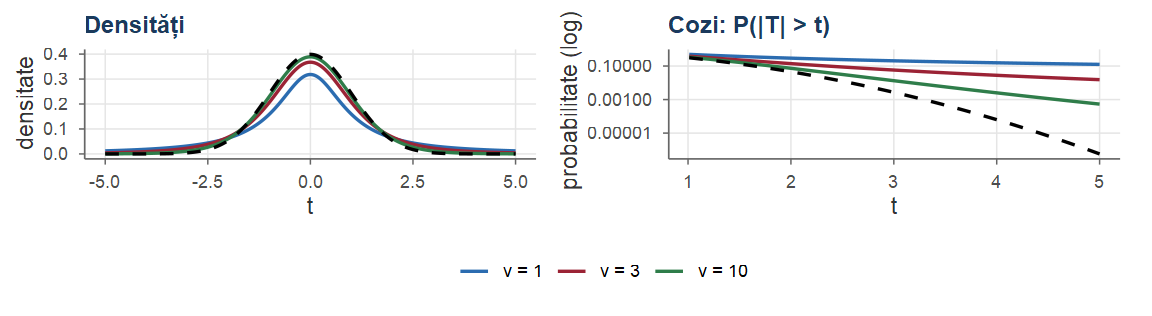 Densități
densitate
0.4
0.3
0.2
0.1
0.0
-5.0 -2.5 0.0 2.5 5.0
t
Cozi: P(|T| > t)
probabilitate (log)
0.10000
0.00100
0.00001
1 2 3 4 5
t
ν = 1 ν = 3 ν = 10